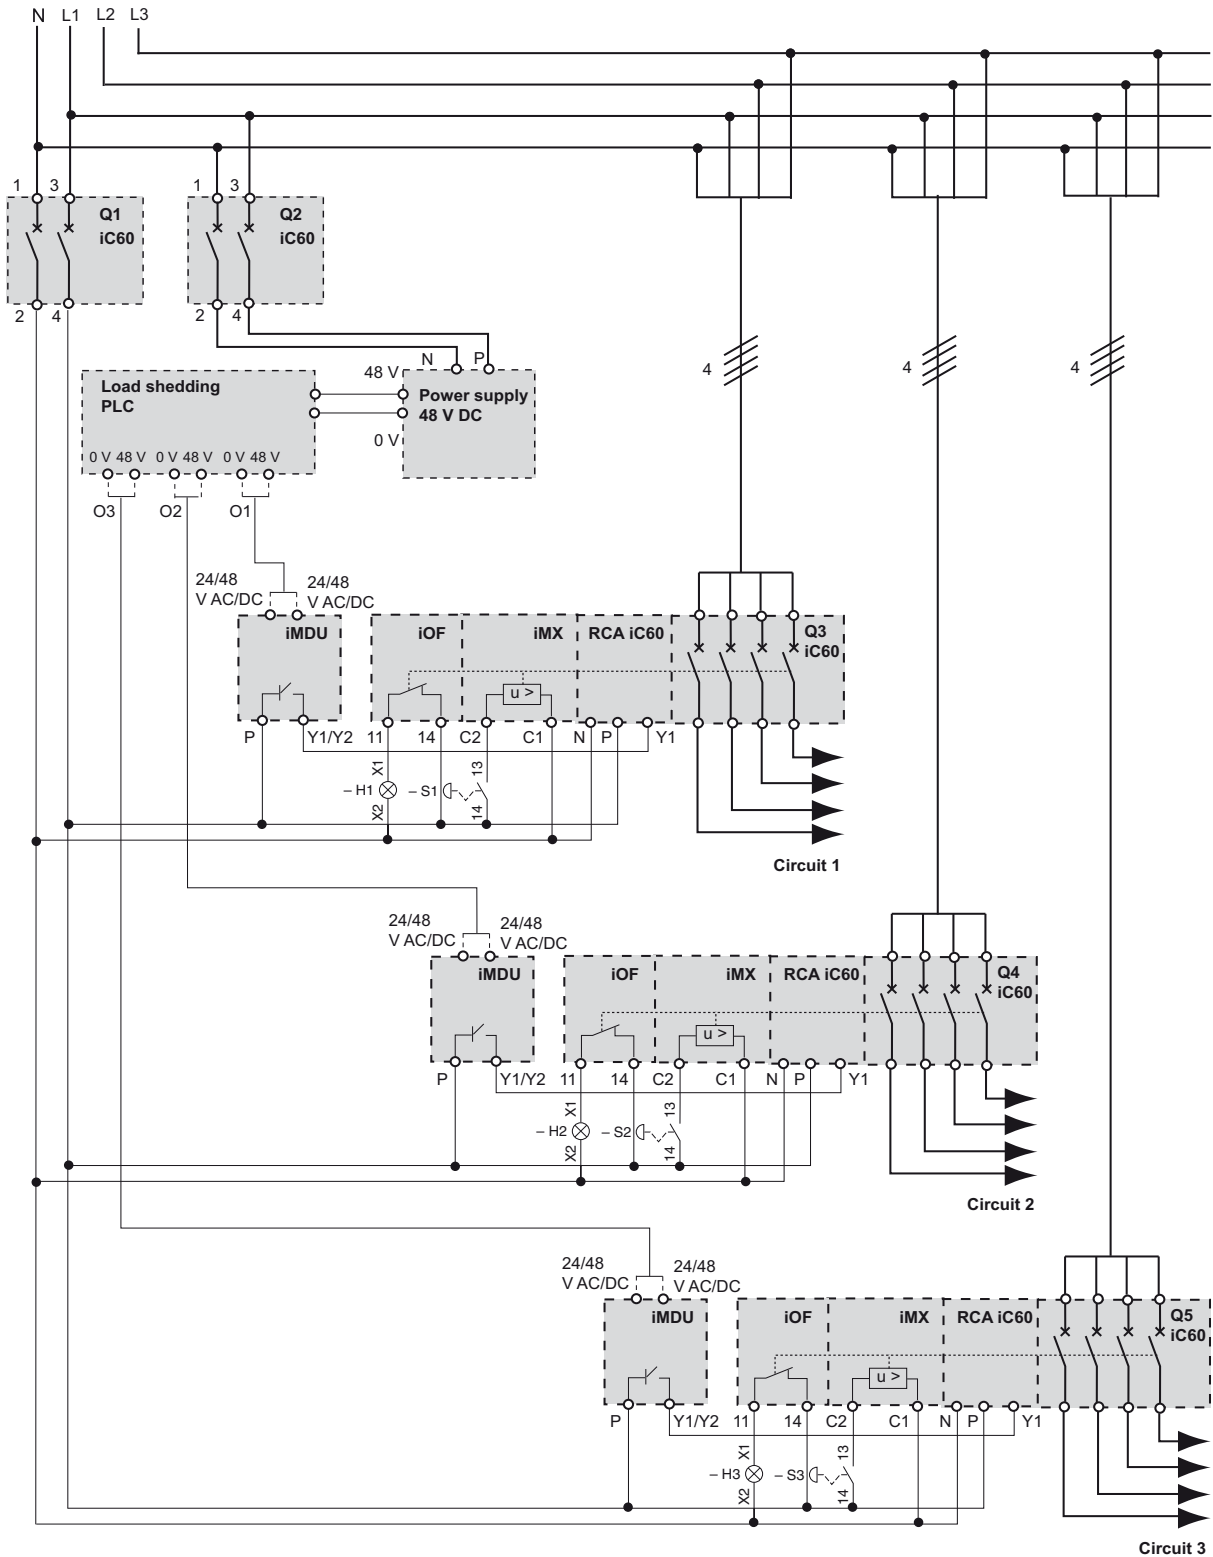 N L1 L2 L3
1 3 1 3
Q1
iC60
Q2
iC60
2 4 2 4
N P
48 V
Load shedding
PLC
Power supply
48 V DC
0 V
4 4 4
0 V 48 V 0 V 48 V 0 V 48 V
O3 O2 O1
24/48
V AC/DC
24/48
V AC/DC
iMDU iOF iMX RCA iC60 Q3
iC60
u >
P Y1/Y2 11 14 C2 C1 N P Y1
X1 13
– H1 – S1
X2 14
Circuit 1
24/48
V AC/DC
24/48
V AC/DC
iMDU iOF iMX RCA iC60 Q4
iC60
u >
P Y1/Y2 11 14 C2 C1 N P Y1
X1 13
– H2 – S2
X2 14
Circuit 2
24/48
V AC/DC
24/48
V AC/DC
iMDU iOF iMX RCA iC60 Q5
iC60
u >
P Y1/Y2 11 14 C2 C1 N P Y1
X1 13
– H3 – S3
X2 14
Circuit 3